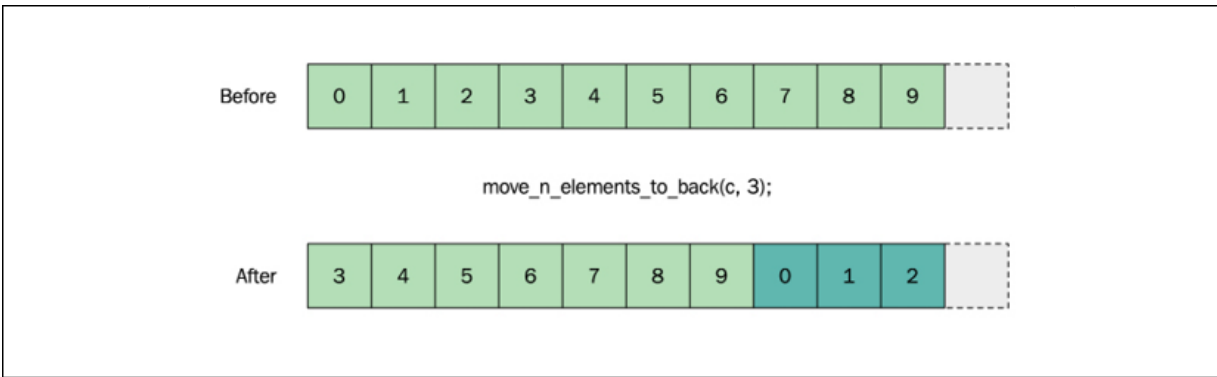 Before 0 1 2 3 4 5 6 7 8 9
move_n_elements_to_back(c, 3);
After 3 4 5 6 7 8 9 0 1 2